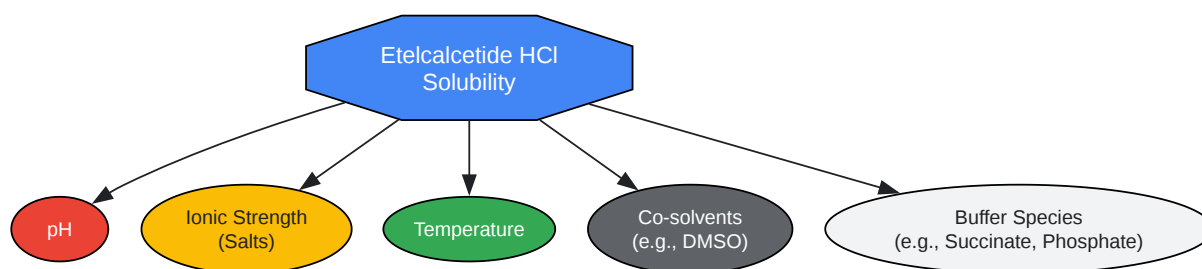 Etelcalcetide HCl
Solubility
pH
Ionic Strength
(Salts)
Temperature
Co-solvents
(e.g., DMSO)
Buffer Species
(e.g., Succinate, Phosphate)